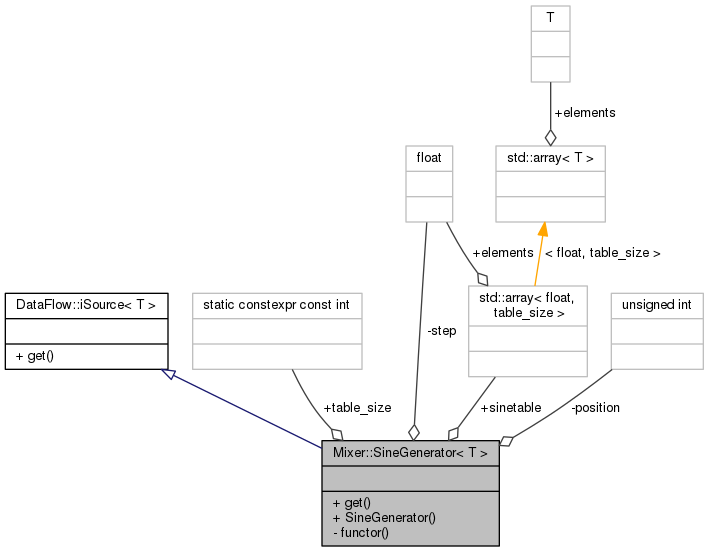 T
+elements
float
std::array< T >
+elements
< float, table_size >
DataFlow::iSource< T >
+ get()
static constexpr const int
std::array< float,
table_size >
unsigned int
-step
+table_size
+sinetable
-position
Mixer::SineGenerator< T >
+ get()
+ SineGenerator()
- functor()